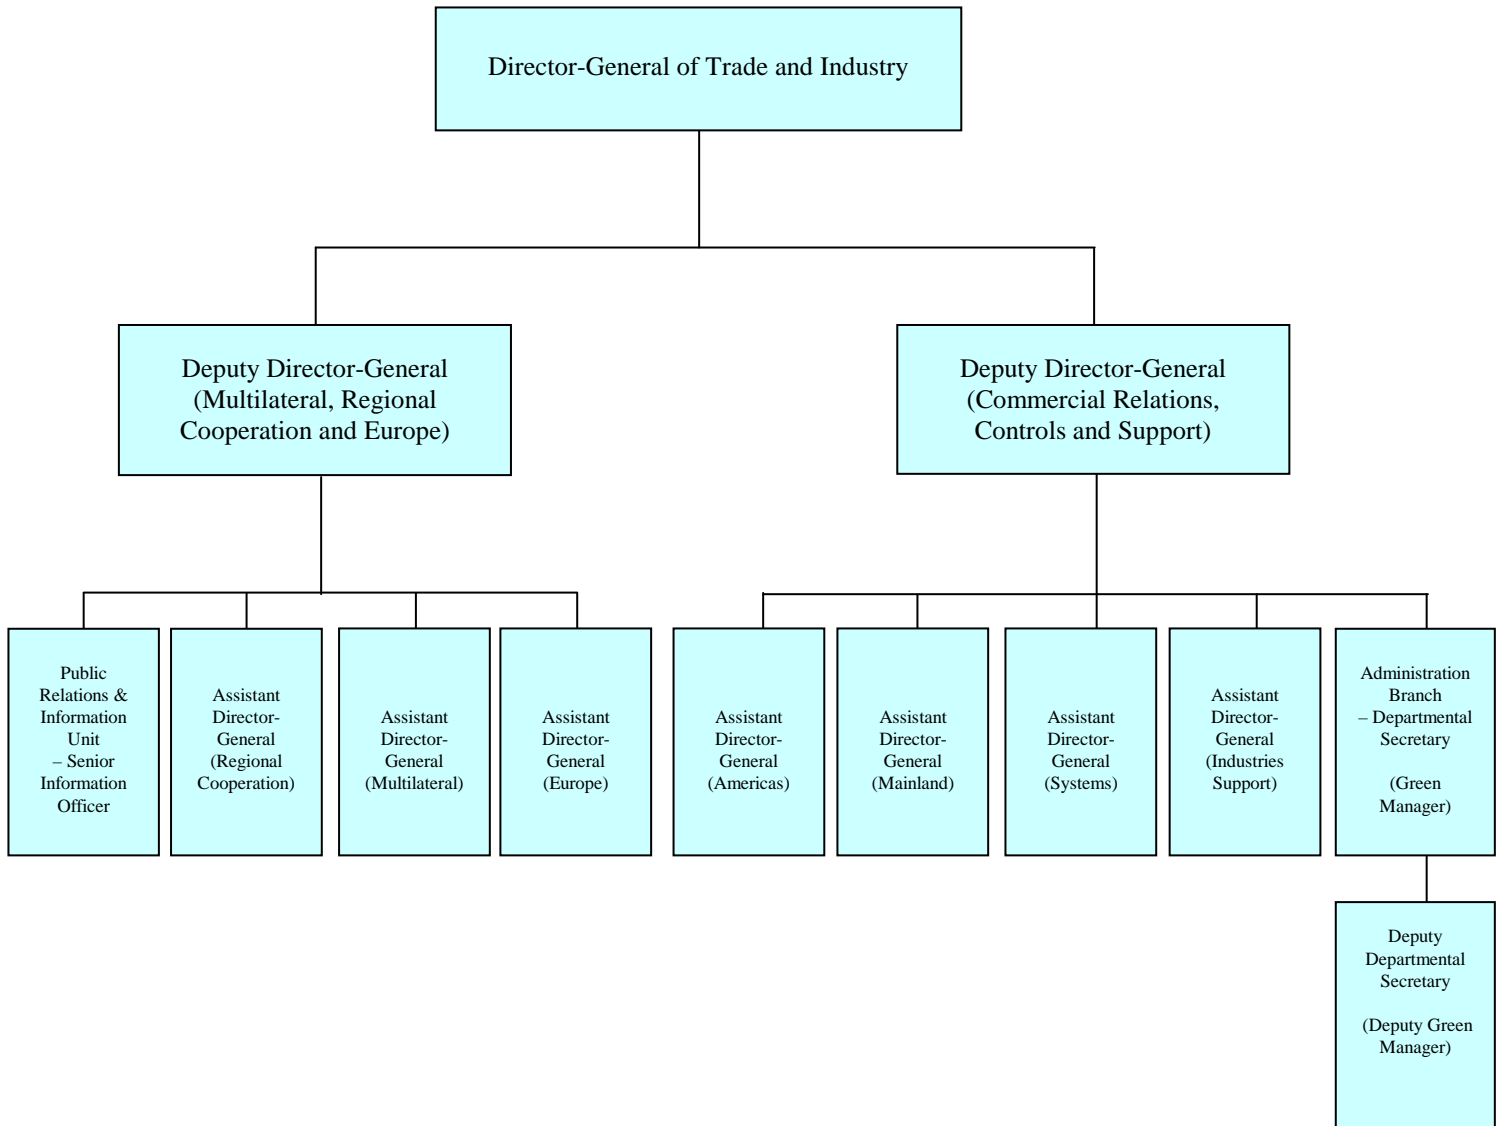 Director-General of Trade and Industry
Deputy Director-General
(Multilateral, Regional
Cooperation and Europe)
Deputy Director-General
(Commercial Relations,
Controls and Support)
Public
Relations &
Information
Unit
– Senior
Information
Officer
Assistant
Director-
General
(Regional
Cooperation)
Assistant
Director-
General
(Multilateral)
Assistant
Director-
General
(Europe)
Assistant
Director-
General
(Americas)
Assistant
Director-
General
(Mainland)
Assistant
Director-
General
(Systems)
Assistant
Director-
General
(Industries
Support)
Administration
Branch
– Departmental
Secretary
(Green
Manager)
Deputy
Departmental
Secretary
(Deputy Green
Manager)